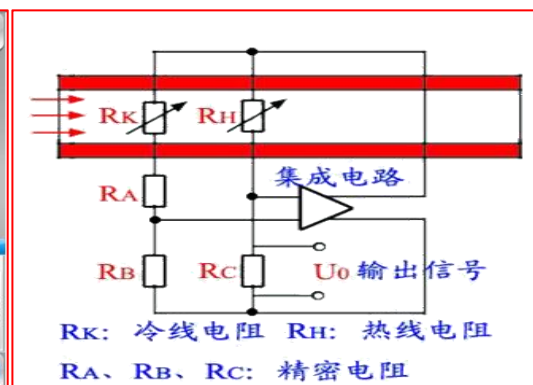 RK RH
集成电路
RA
RB RC U0 输出信号
RK: 冷线电阻 RH: 热线电阻
RA、RB、RC: 精密电阻